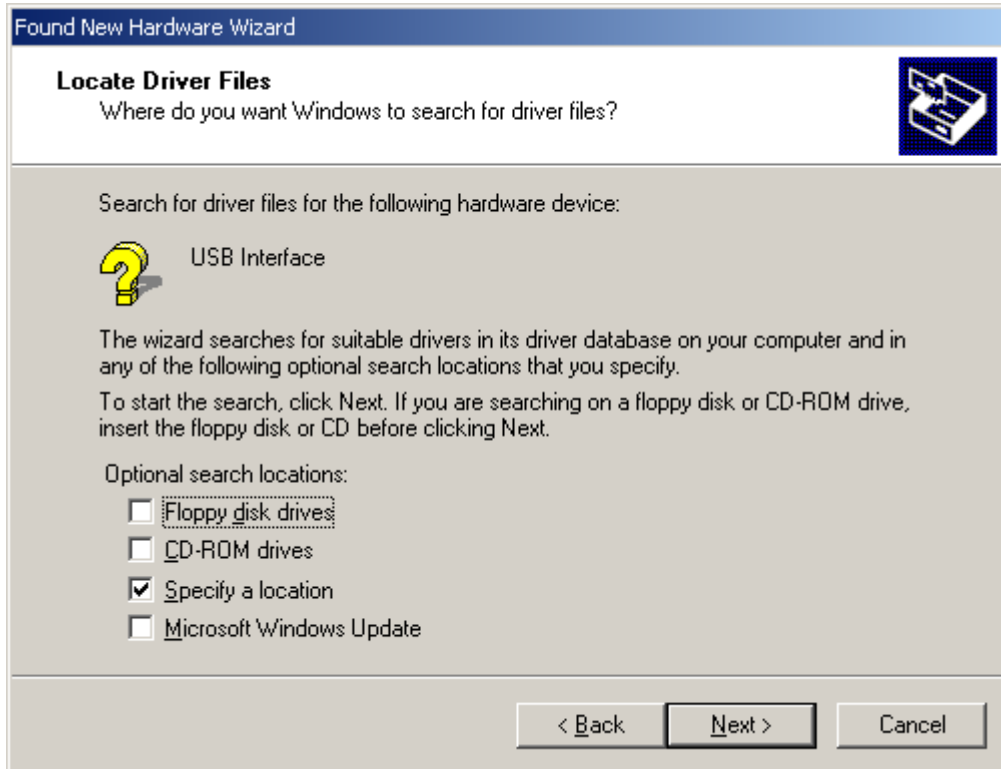 Found New Hardware Wizard
Locate Driver Files
Where do you want Windows to search for driver files?
Search for driver files for the following hardware device:
USB Interface
The wizard searches for suitable drivers in its driver database on your computer and in
any of the following optional search locations that you specify.
To start the search, click Next. If you are searching on a floppy disk or CD-ROM drive,
insert the floppy disk or CD before clicking Next.
Optional search locations:
Floppy disk drives
CD-ROM drives
Specify a location
Microsoft Windows Update
< Back
Next >
Cancel